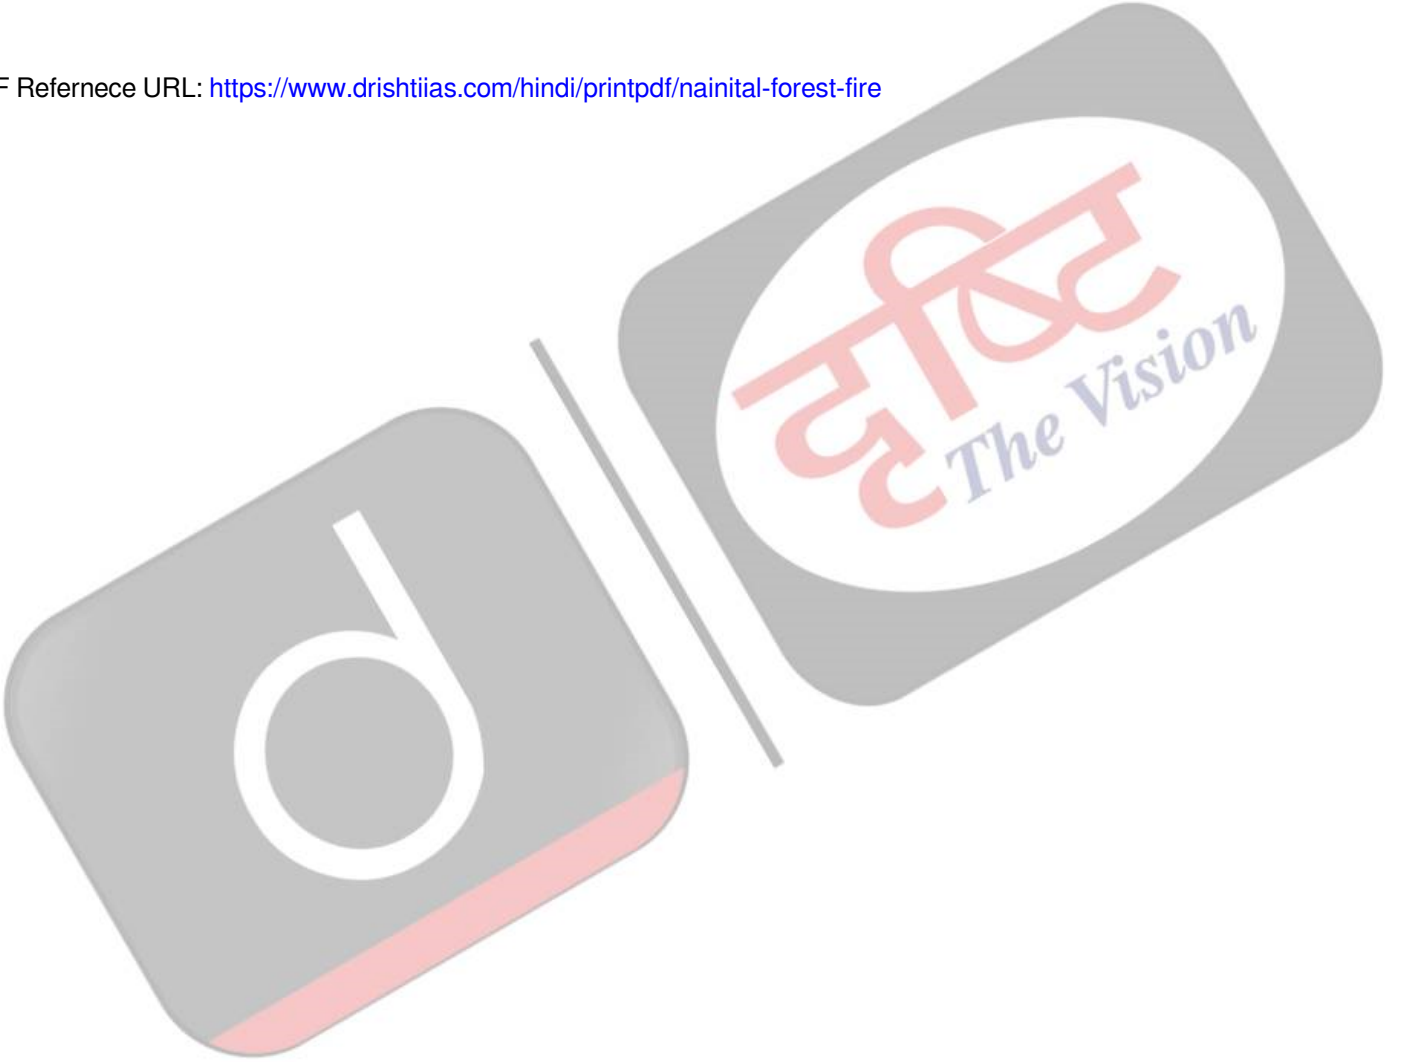 F Refernece URL: https://www.drishtiias.com/hindi/printpdf/nainital-forest-fire
दृष्टि
The Vision
d